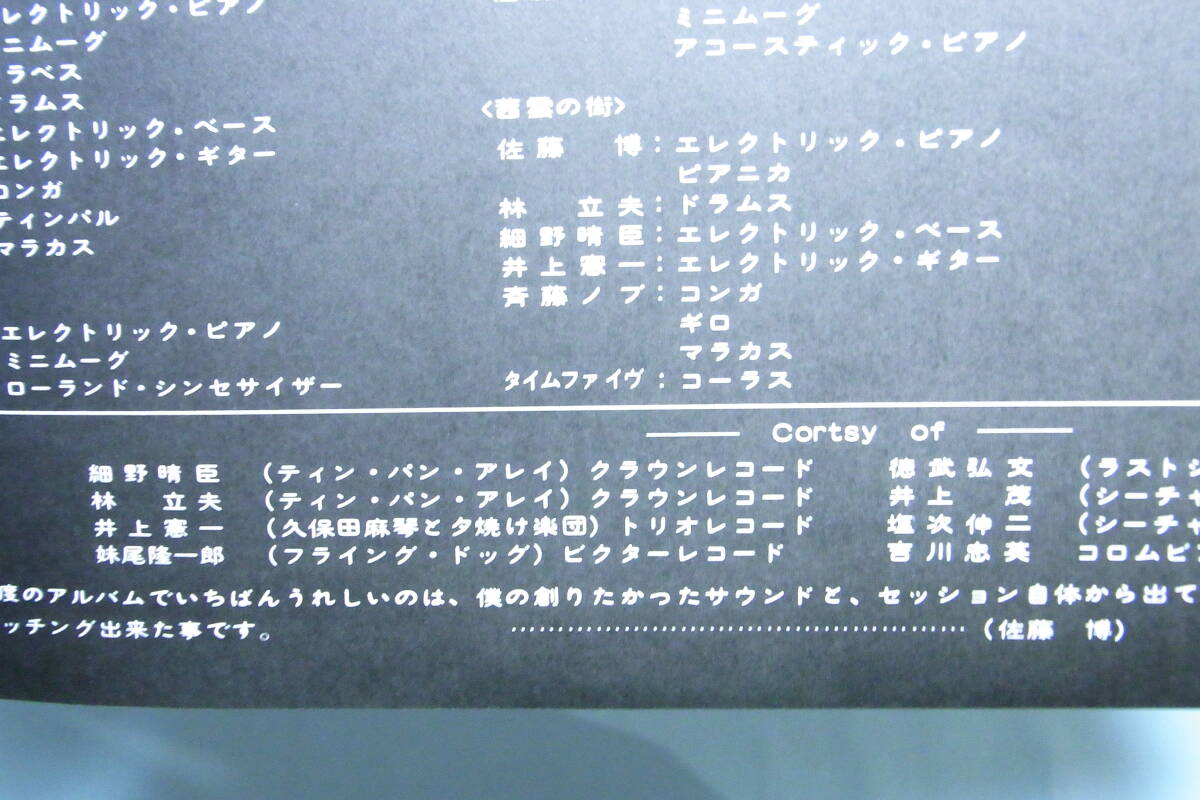 レクトリック・ピアノ
ニムーグ
ラベス
ラムス
エレクトリック・ベース
エレクトリック・ギター
コンガ
ティンパル
マラカス
エレクトリック・ピアノ
ミニムーグ
ローランド・シンセサイザー
ミニムーグ
アコースティック・ピアノ
〈茜雲の街〉
佐藤 博：エレクトリック・ピアノ
ピアニカ
林 立夫：ドラムス
細野晴臣：エレクトリック・ベース
井上憲一：エレクトリック・ギター
斉藤ノブ：コンガ
ギロ
マラカス
タイムファイヴ：コーラス
Cortsy of
細野晴臣 （ティン・パン・アレイ）クラウンレコード
林 立夫 （ティン・パン・アレイ）クラウンレコード
井上憲一 （久保田麻琴と夕焼け楽団）トリオレコード
妹尾隆一郎 （フライング・ドッグ）ビクターレコード
徳武弘文 （ラスト
井上 茂 （シーチャ
塩次伸二 （シーチャ
吉川忠英 コロムビ
度のアルバムでいちばんうれしいのは、僕の創りたかったサウンドと、セッション自体から出て
ッチング出来た事です。 ……………………………………（佐藤 博）